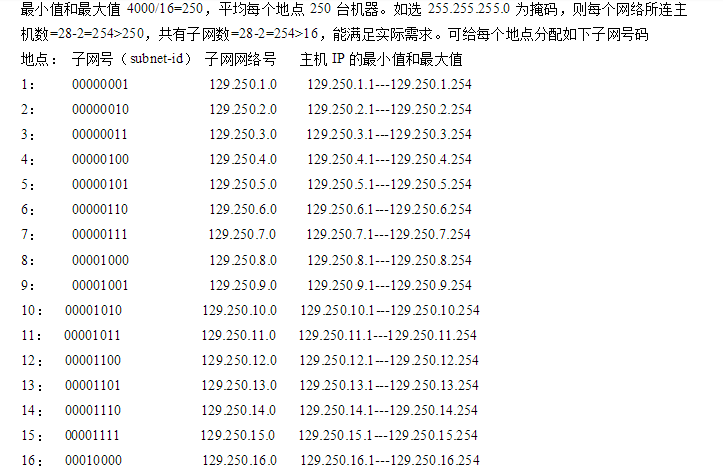 最小值和最大值 4000/16=250，平均每个地点 250 台机器。如选 255.255.255.0 为掩码，则每个网络所连主
机数=28-2=254>250，共有子网数=28-2=254>16，能满足实际需求。可给每个地点分配如下子网号码
地点： 子网号（subnet-id） 子网网络号 主机 IP 的最小值和最大值
1： 00000001 129.250.1.0 129.250.1.1---129.250.1.254
2： 00000010 129.250.2.0 129.250.2.1---129.250.2.254
3： 00000011 129.250.3.0 129.250.3.1---129.250.3.254
4： 00000100 129.250.4.0 129.250.4.1---129.250.4.254
5： 00000101 129.250.5.0 129.250.5.1---129.250.5.254
6： 00000110 129.250.6.0 129.250.6.1---129.250.6.254
7： 00000111 129.250.7.0 129.250.7.1---129.250.7.254
8： 00001000 129.250.8.0 129.250.8.1---129.250.8.254
9： 00001001 129.250.9.0 129.250.9.1---129.250.9.254
10： 00001010 129.250.10.0 129.250.10.1---129.250.10.254
11： 00001011 129.250.11.0 129.250.11.1---129.250.11.254
12： 00001100 129.250.12.0 129.250.12.1---129.250.12.254
13： 00001101 129.250.13.0 129.250.13.1---129.250.13.254
14： 00001110 129.250.14.0 129.250.14.1---129.250.14.254
15： 00001111 129.250.15.0 129.250.15.1---129.250.15.254
16： 00010000 129.250.16.0 129.250.16.1---129.250.16.254